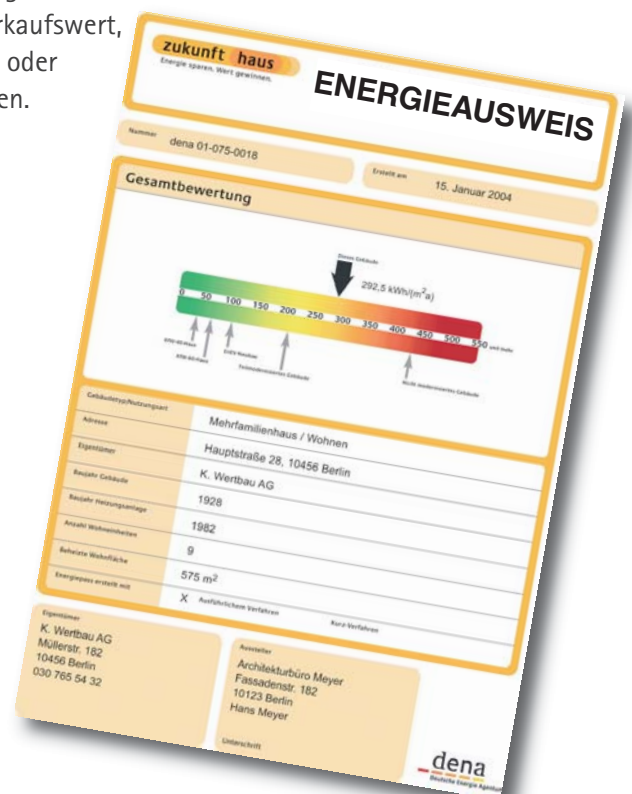 rkaufswert,
oder
en.
zukunft haus
Energie sparen. Wert gewinnen.
ENERGIEAUSWEIS
Nummer
dena 01-075-0018
Erstellt am
15. Januar 2004
Gesamtbewertung
Dieses Gebäude
292,5 kWh/(m²a)
0 50 100 150 200 250 300 350 400 450 500 550 und mehr
EnEV-Neubau
Teilmodernisiertes Gebäude
Nicht modernisiertes Gebäude
Gebäudetyp/Nutzungsart
Mehrfamilienhaus / Wohnen
Adresse
Hauptstraße 28, 10456 Berlin
Eigentümer
K. Wertbau AG
Baujahr Gebäude
1928
Baujahr Heizungsanlage
1982
Anzahl Wohneinheiten
9
Beheizte Wohnfläche
575 m²
Energiepass erstellt mit
X Ausführlichem Verfahren Kurz-Verfahren
Eigentümer
K. Wertbau AG
Müllerstr. 182
10456 Berlin
030 765 54 32
Aussteller
Architekturbüro Meyer
Fassadenstr. 182
10123 Berlin
Hans Meyer
Unterschrift
dena
Deutsche Energie-Agentur